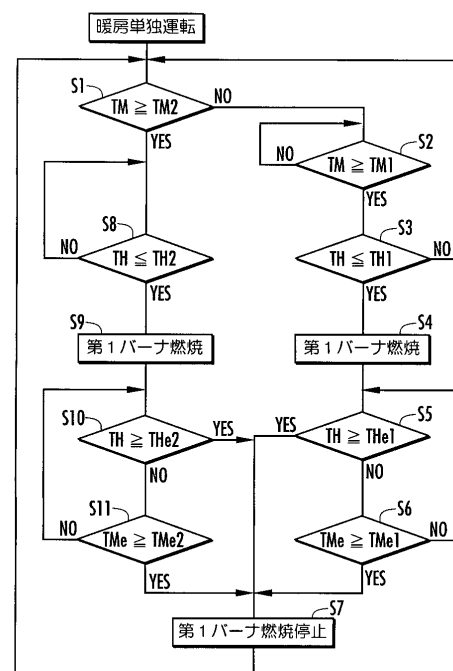 暖房単独運転
S1
TM ≧ TM2
NO
YES
S2
TM ≧ TM1
NO
YES
S8
TH ≦ TH2
NO
YES
S3
TH ≦ TH1
NO
YES
S9
第1バーナ燃焼
S4
第1バーナ燃焼
S10
TH ≧ THe2
YES
NO
S5
TH ≧ THe1
YES
NO
S11
TMe ≧ TMe2
NO
YES
S6
TMe ≧ TMe1
NO
YES
S7
第1バーナ燃焼停止